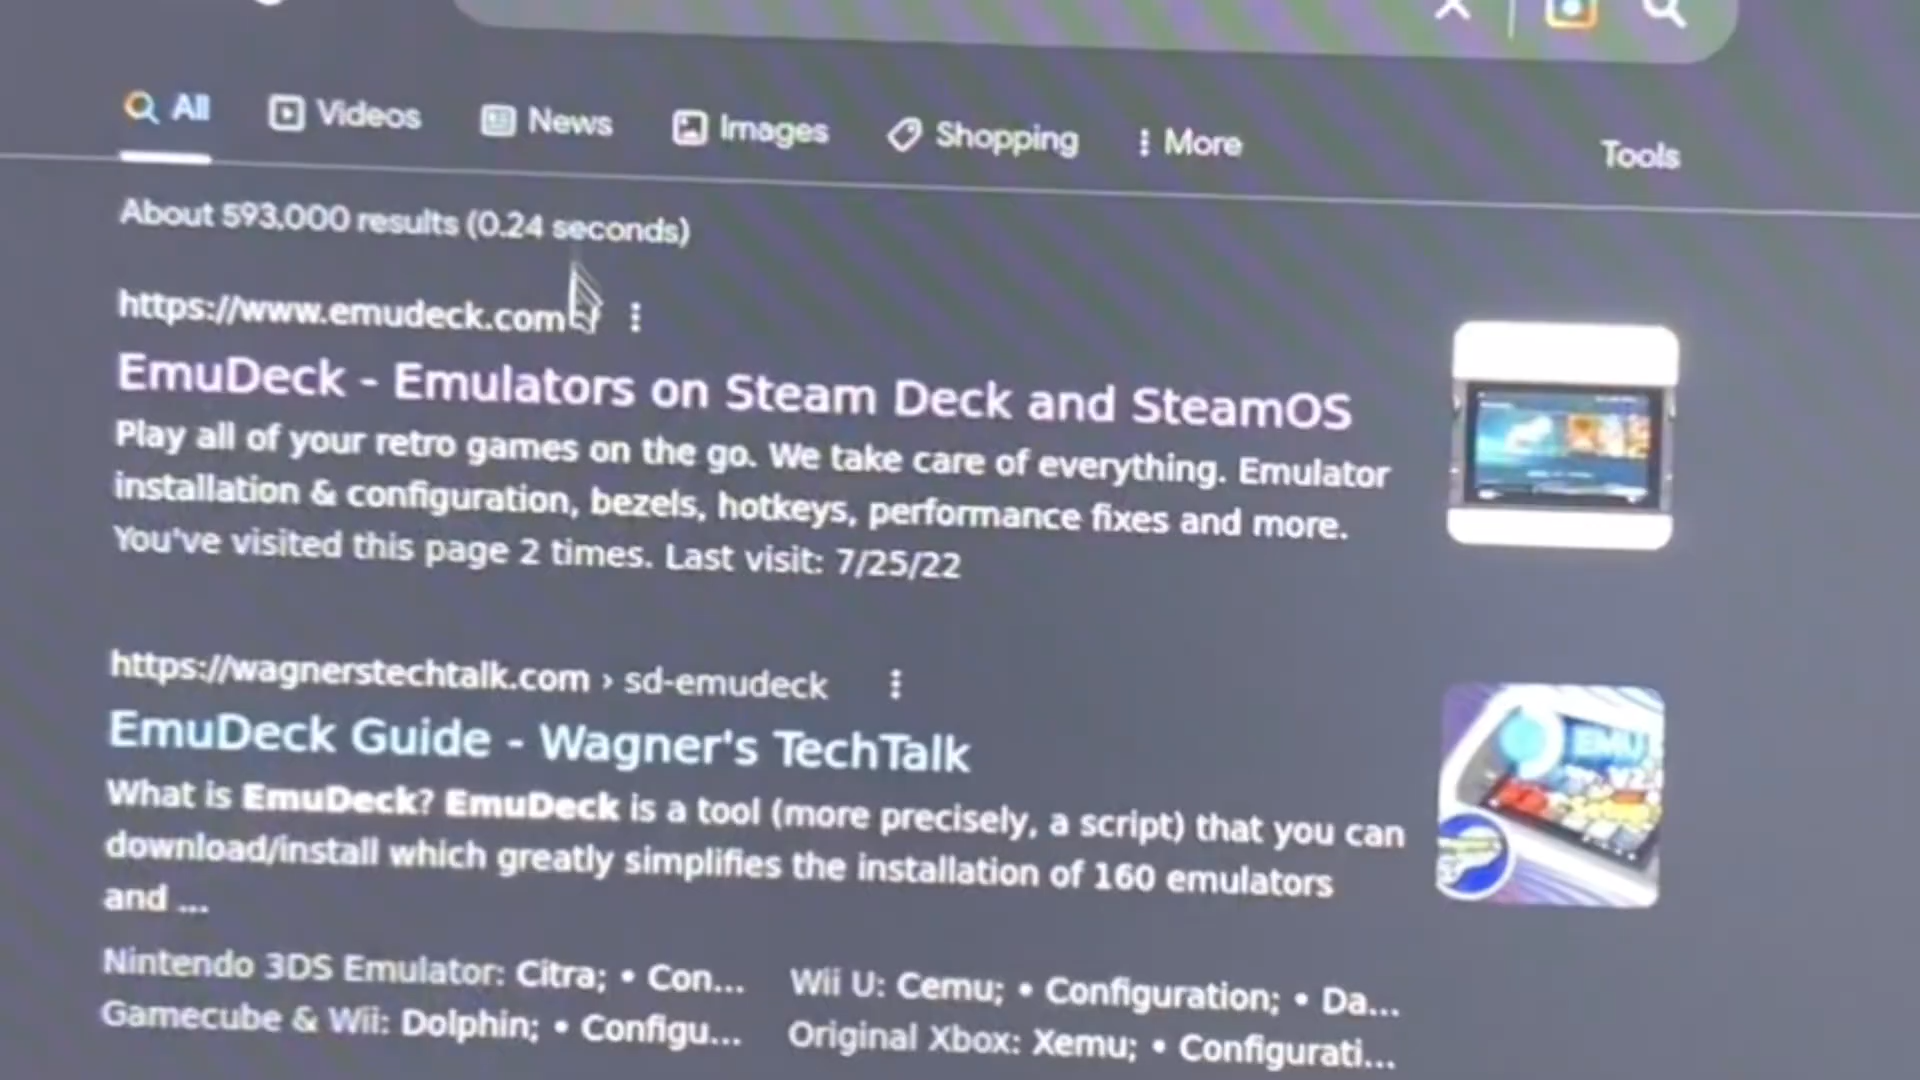 All Videos News Images Shopping More Tools
About 593,000 results (0.24 seconds)
https://www.emudeck.com
EmuDeck - Emulators on Steam Deck and SteamOS
Play all of your retro games on the go. We take care of everything. Emulator
installation & configuration, bezels, hotkeys, performance fixes and more.
You've visited this page 2 times. Last visit: 7/25/22
https://wagnerstechtalk.com › sd-emudeck
EmuDeck Guide - Wagner's TechTalk
What is EmuDeck? EmuDeck is a tool (more precisely, a script) that you can
download/install which greatly simplifies the installation of 160 emulators
and ...
Nintendo 3DS Emulator: Citra; • Con... Wii U: Cemu; • Configuration; • Da...
Gamecube & Wii: Dolphin; • Configu... Original Xbox: Xemu; • Configurati...
EMU